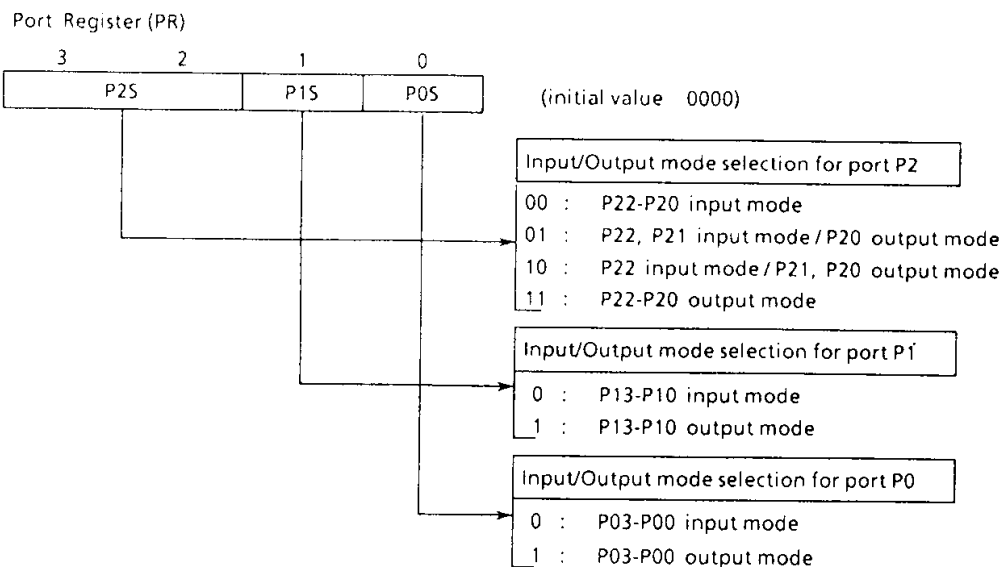 Port Register (PR)
3 2 1 0
P2S P1S P0S
(initial value 0000)
Input/Output mode selection for port P2
00 : P22-P20 input mode
01 : P22, P21 input mode / P20 output mode
10 : P22 input mode / P21, P20 output mode
11 : P22-P20 output mode
Input/Output mode selection for port P1
0 : P13-P10 input mode
1 : P13-P10 output mode
Input/Output mode selection for port P0
0 : P03-P00 input mode
1 : P03-P00 output mode